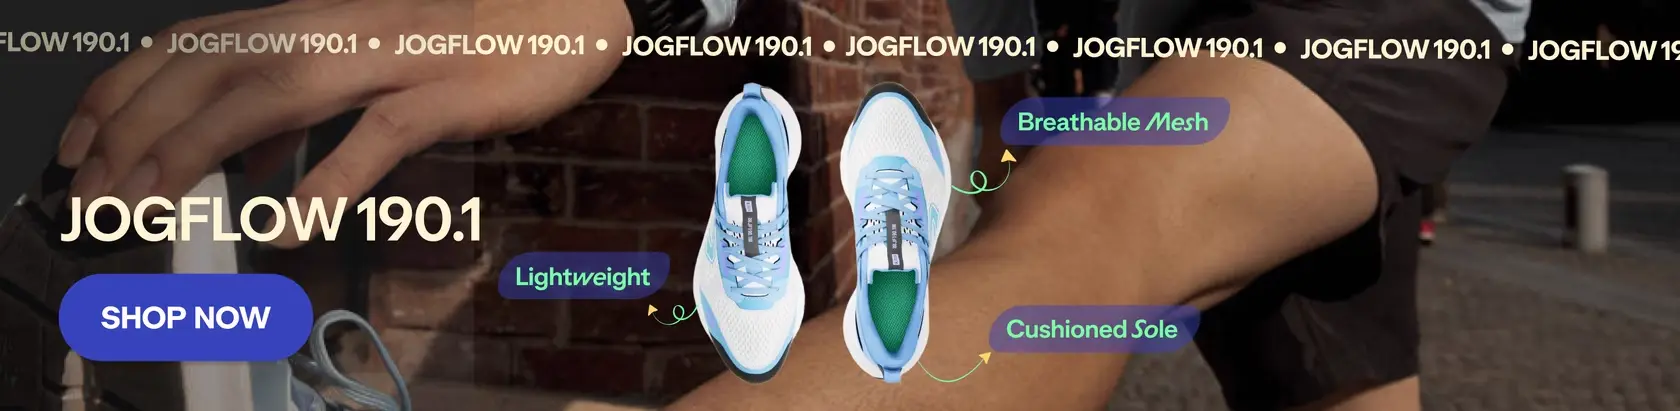 FLOW 190.1 • JOGFLOW 190.1 • JOGFLOW 190.1 • JOGFLOW 190.1 • JOGFLOW 190.1 • JOGFLOW 190.1 • JOGFLOW 190.1 • JOGFLOW 19
Breathable Mesh
JOGFLOW 190.1
Lightweight
SHOP NOW
Cushioned Sole